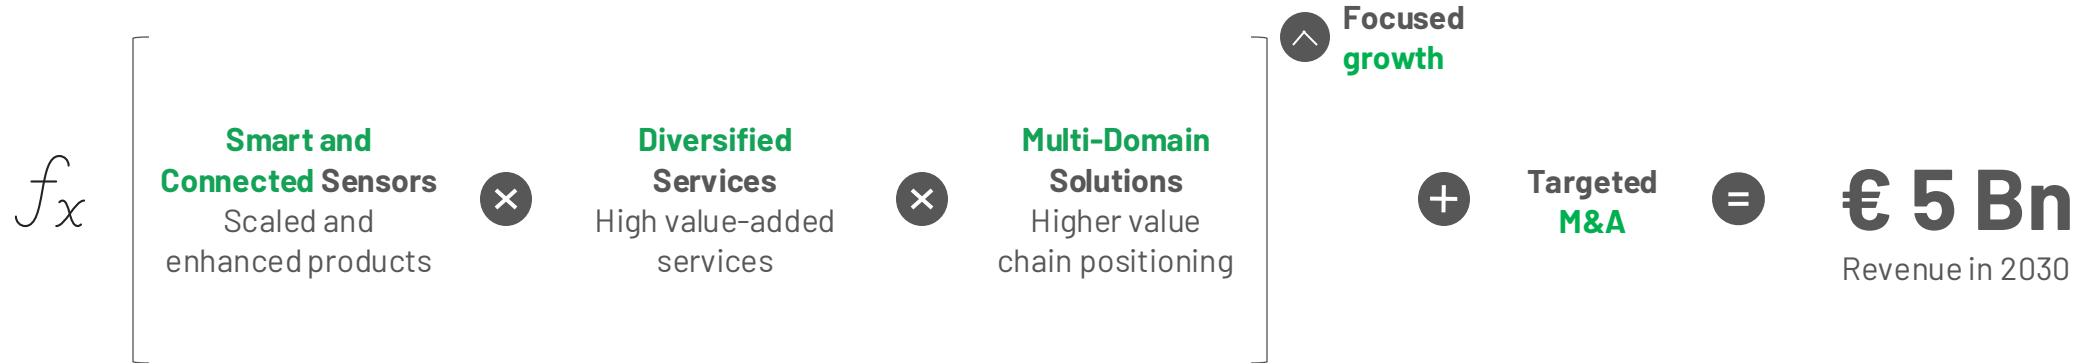 fx
Smart and
Connected Sensors
Scaled and
enhanced products
×
Diversified
Services
High value-added
services
×
Multi-Domain
Solutions
Higher value
chain positioning
Focused
growth
+
Targeted
M&A
=
€ 5 Bn
Revenue in 2030